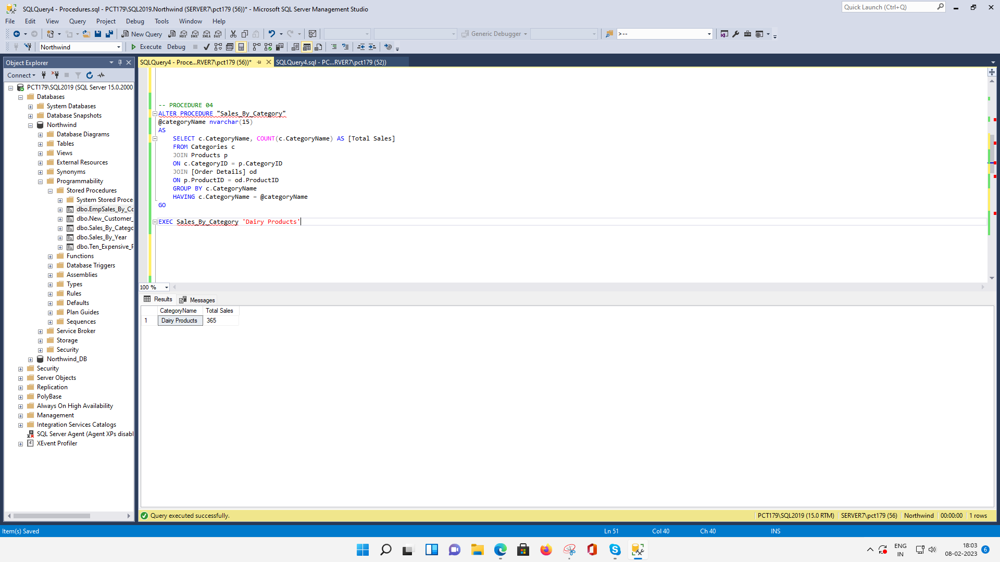 SQLQuery4 - Procedures.sql - PCT179\SQL2019.Northwind (SERVER7\pct179 (56))* - Microsoft SQL Server Management Studio
Quick Launch (Ctrl+Q)
File Edit View Query Project Debug Tools Window Help
New Query
MDX DMX XMLA DAX
Generic Debugger
>--
Northwind
Execute Debug
Object Explorer
SQLQuery4 - Proce...RVER7\pct179 (56))*
SQLQuery4.sql - PC...RVER7\pct179 (52))
Connect
PCT179\SQL2019 (SQL Server 15.0.2000
Databases
System Databases
Database Snapshots
Northwind
Database Diagrams
Tables
Views
External Resources
Synonyms
Programmability
Stored Procedures
System Stored Proce
dbo.EmpSales_By_Co
dbo.New_Customer_
dbo.Sales_By_Catego
dbo.Sales_By_Year
dbo.Ten_Expensive_P
Functions
Database Triggers
Assemblies
Types
Rules
Defaults
Plan Guides
Sequences
Service Broker
Storage
Security
Northwind_DB
Security
Server Objects
Replication
PolyBase
Always On High Availability
Management
Integration Services Catalogs
SQL Server Agent (Agent XPs disabl
XEvent Profiler
-- PROCEDURE 04
ALTER PROCEDURE "Sales_By_Category"
@categoryName nvarchar(15)
AS
SELECT c.CategoryName, COUNT(c.CategoryName) AS [Total Sales]
FROM Categories c
JOIN Products p
ON c.CategoryID = p.CategoryID
JOIN [Order Details] od
ON p.ProductID = od.ProductID
GROUP BY c.CategoryName
HAVING c.CategoryName = @categoryName
GO
EXEC Sales_By_Category 'Dairy Products'
100 %
Results Messages
CategoryName Total Sales
1 Dairy Products 365
Query executed successfully.
PCT179\SQL2019 (15.0 RTM) SERVER7\pct179 (56) Northwind 00:00:00 1 rows
Item(s) Saved
Ln 51 Col 40 Ch 40 INS
ENG
IN
18:03
08-02-2023
6